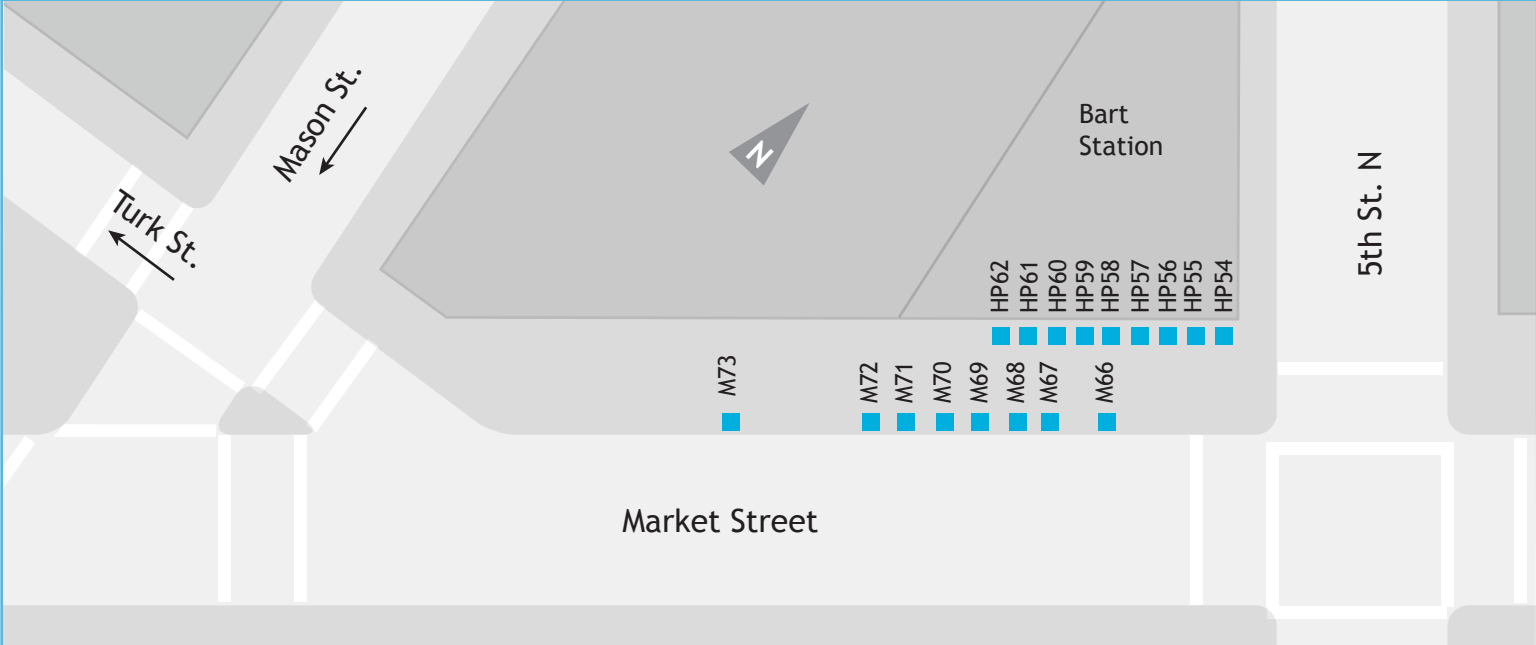 Mason St.
Turk St.
N
Bart
Station
5th St. N
HP62
HP61
HP60
HP59
HP58
HP57
HP56
HP55
HP54
M73
M72
M71
M70
M69
M68
M67
M66
Market Street